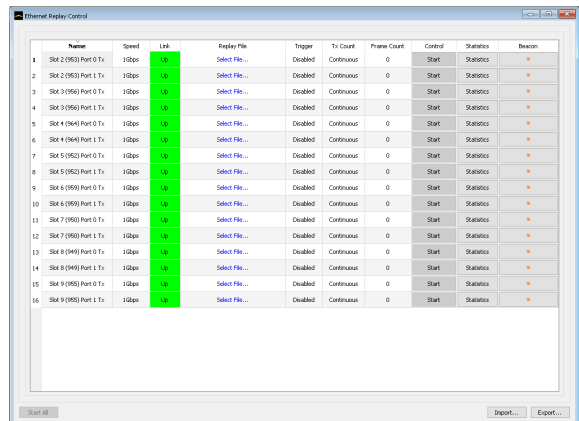 Ethernet Replay Control
Name Speed Link Replay File Trigger Tx Count Frame Count Control Statistics Beacon
1 Slot 2 (953) Port 0 Tx 1Gbps Up Select File... Disabled Continuous 0 Start Statistics
2 Slot 2 (953) Port 1 Tx 1Gbps Up Select File... Disabled Continuous 0 Start Statistics
3 Slot 3 (956) Port 0 Tx 1Gbps Up Select File... Disabled Continuous 0 Start Statistics
4 Slot 3 (956) Port 1 Tx 1Gbps Up Select File... Disabled Continuous 0 Start Statistics
5 Slot 4 (964) Port 0 Tx 1Gbps Up Select File... Disabled Continuous 0 Start Statistics
6 Slot 4 (964) Port 1 Tx 1Gbps Up Select File... Disabled Continuous 0 Start Statistics
7 Slot 5 (952) Port 0 Tx 1Gbps Up Select File... Disabled Continuous 0 Start Statistics
8 Slot 5 (952) Port 1 Tx 1Gbps Up Select File... Disabled Continuous 0 Start Statistics
9 Slot 6 (959) Port 0 Tx 1Gbps Up Select File... Disabled Continuous 0 Start Statistics
10 Slot 6 (959) Port 1 Tx 1Gbps Up Select File... Disabled Continuous 0 Start Statistics
11 Slot 7 (950) Port 0 Tx 1Gbps Up Select File... Disabled Continuous 0 Start Statistics
12 Slot 7 (950) Port 1 Tx 1Gbps Up Select File... Disabled Continuous 0 Start Statistics
13 Slot 8 (949) Port 0 Tx 1Gbps Up Select File... Disabled Continuous 0 Start Statistics
14 Slot 8 (949) Port 1 Tx 1Gbps Up Select File... Disabled Continuous 0 Start Statistics
15 Slot 9 (955) Port 0 Tx 1Gbps Up Select File... Disabled Continuous 0 Start Statistics
16 Slot 9 (955) Port 1 Tx 1Gbps Up Select File... Disabled Continuous 0 Start Statistics
Start All Import... Export...